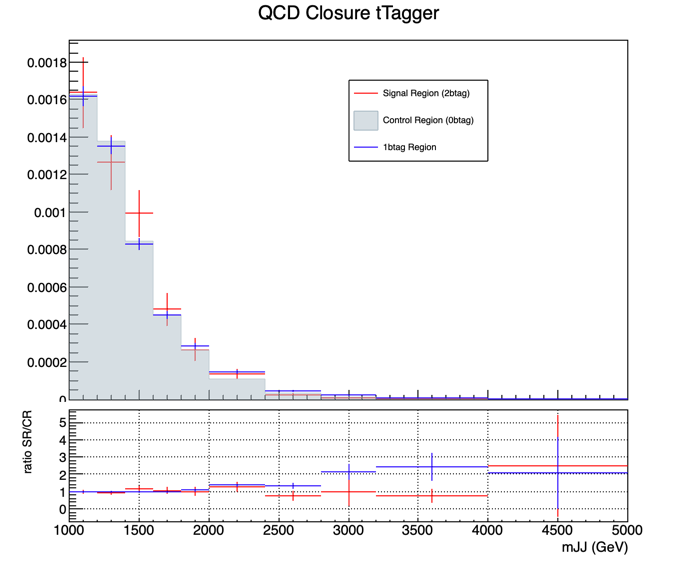 QCD Closure tTagger
0.0018
0.0016
0.0014
0.0012
0.001
0.0008
0.0006
0.0004
0.0002
0
Signal Region (2btag)
Control Region (0btag)
1btag Region
ratio SR/CR
5
4
3
2
1
0
1000 1500 2000 2500 3000 3500 4000 4500 5000
mJJ (GeV)